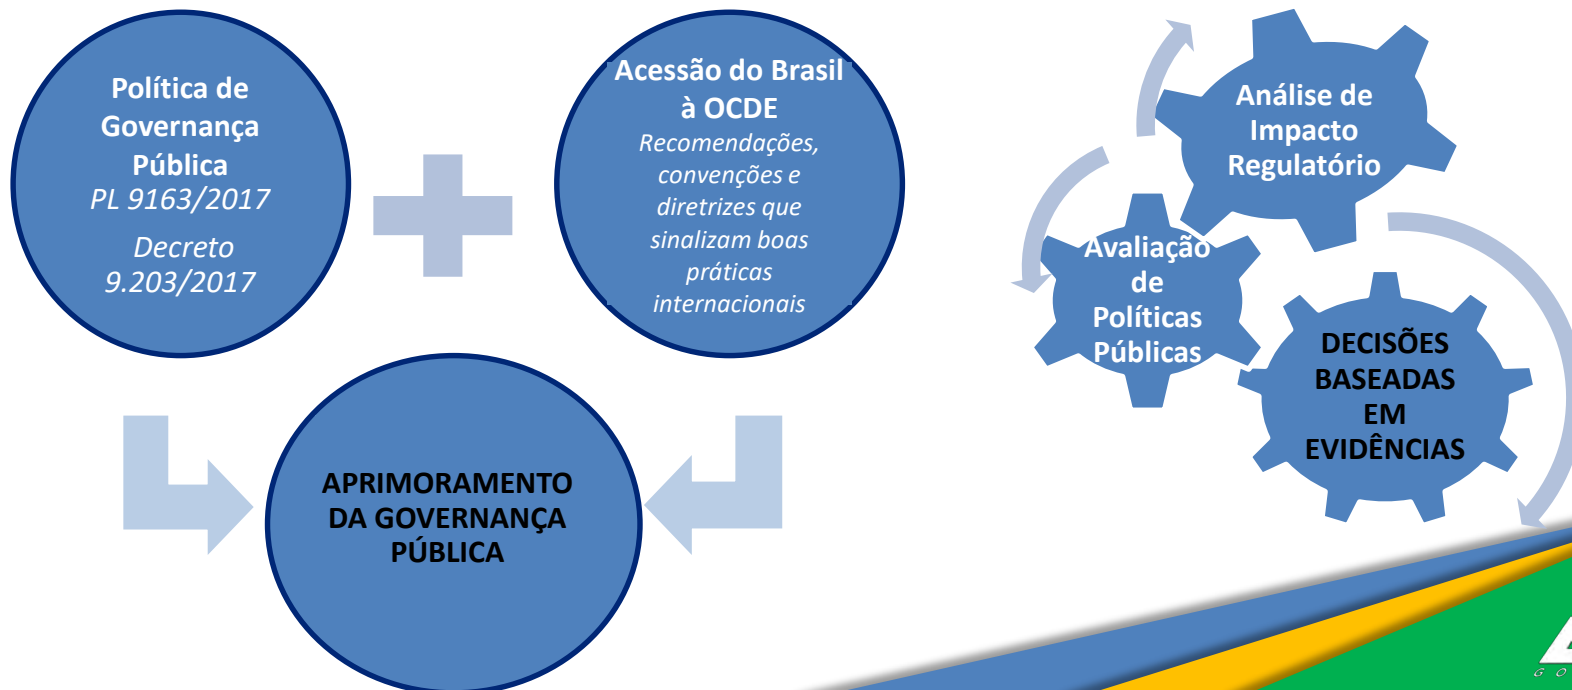 Política de
Governança
Pública
PL 9163/2017
Decreto
9.203/2017
Acessão do Brasil
à OCDE
Recomendações,
convenções e
diretrizes que
sinalizam boas
práticas
internacionais
APRIMORAMENTO
DA GOVERNANÇA
PÚBLICA
Análise de
Impacto
Regulatório
Avaliação
de
Políticas
Públicas
DECISÕES
BASEADAS
EM
EVIDÊNCIAS